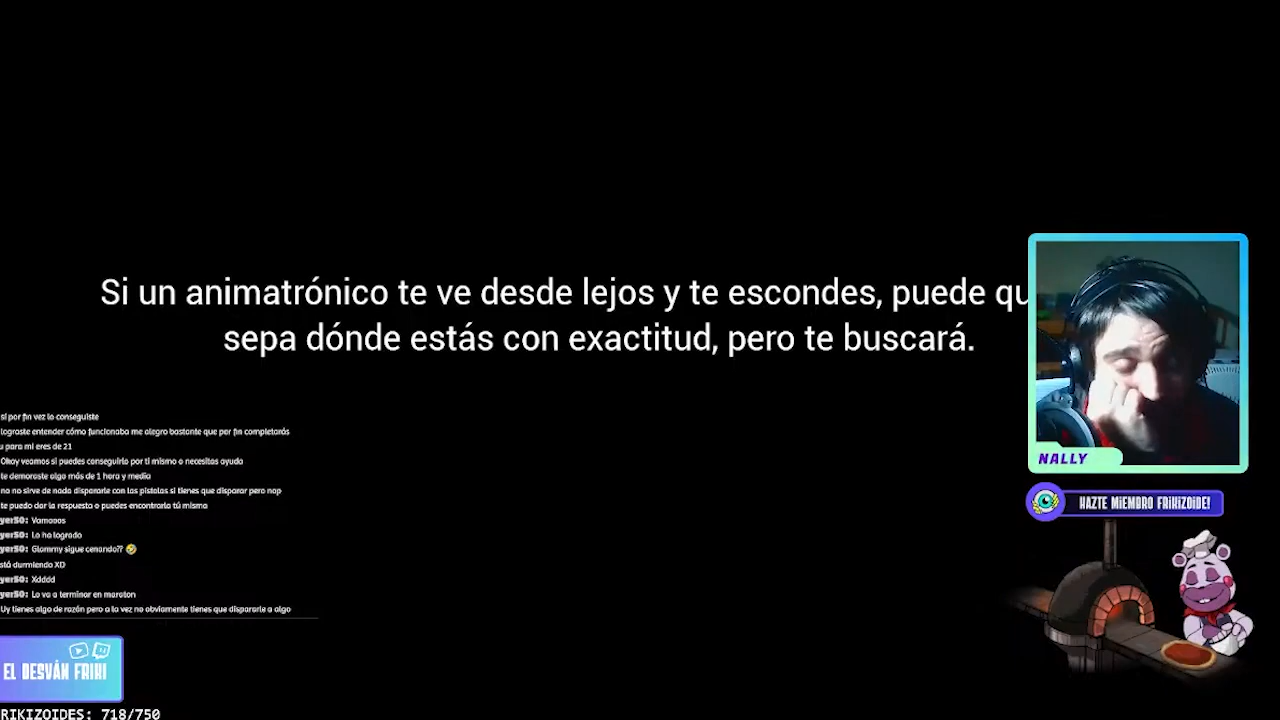 Si un animatrónico te ve desde lejos y te escondes, puede qu
sepa dónde estás con exactitud, pero te buscará.
si por fin vez lo conseguiste
lograste entender cómo funcionaba me alegro bastante que por fin completarás
u para mi eres de 21
Okay veamos si puedes conseguirlo por ti mismo o necesitas ayuda
te demoraste algo más de 1 hora y media
no no sirve de nada dispararle con las pistolas si tienes que disparar pero nop
te puedo dar la respuesta o puedes encontrarla tú mismo
yer50: Vamooos
yer50: Lo ha logrado
yer50: Glammy sigue cenando?? 🤣
stá durmiendo XD
yer50: Xdddd
yer50: Lo va a terminar en maraton
Uy tienes algo de razón pero a la vez no obviamente tienes que dispararle a algo
NALLY
HAZTE MIEMBRO FRIKIZOIDE!
EL DESVÁN FRIKI
RIKIZOIDES: 718/750